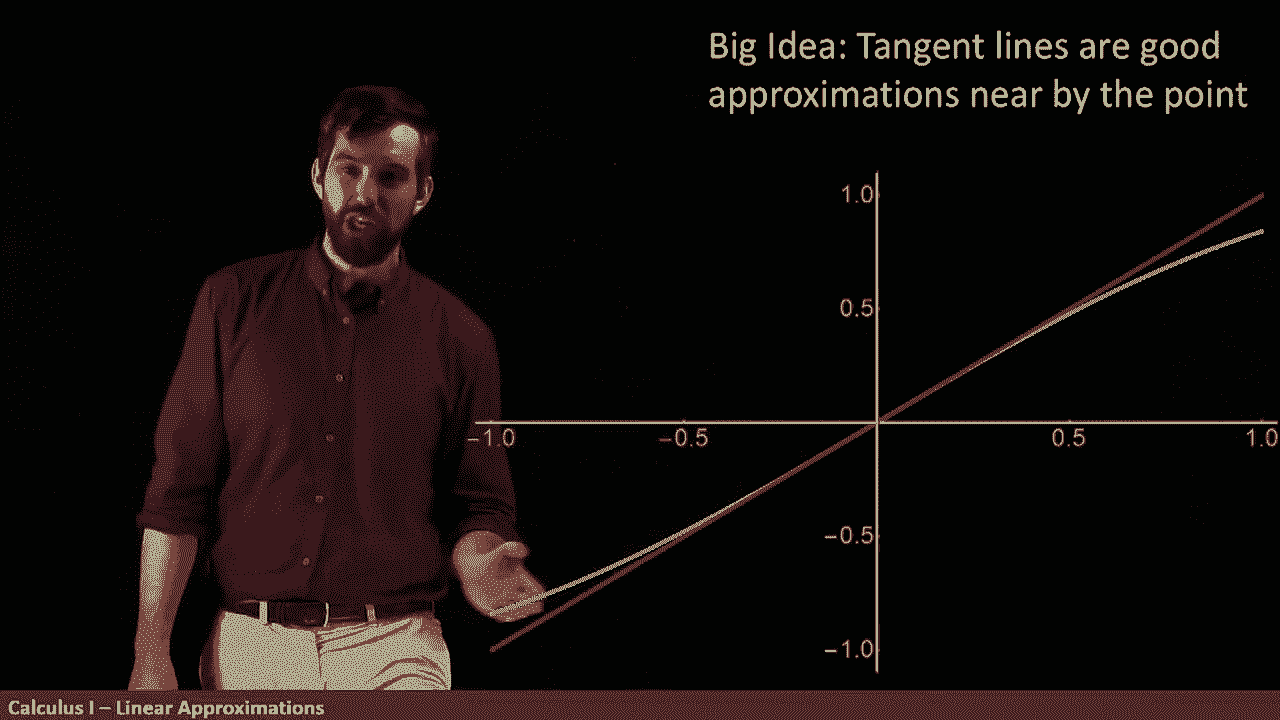 Big Idea: Tangent lines are good
approximations near by the point
1.0
0.5
−1.0
−0.5
0.5
1.0
−0.5
−1.0
Calculus I – Linear Approximations